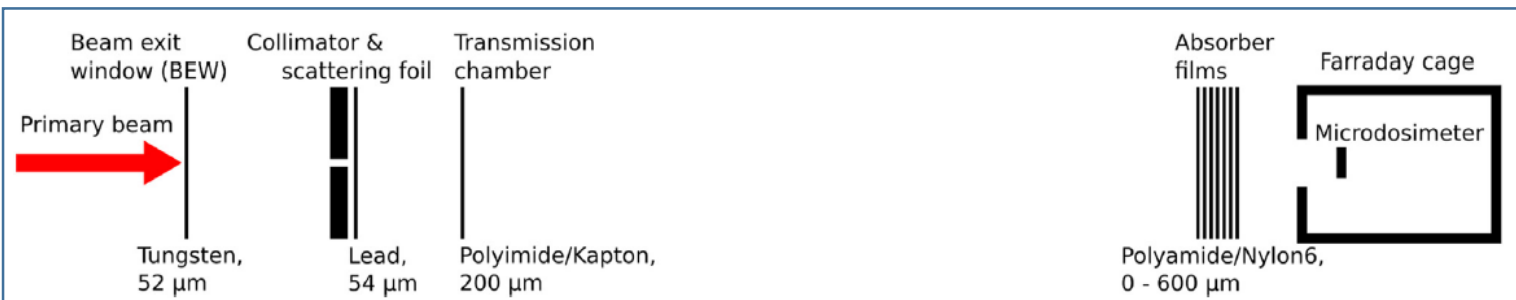 Beam exit
window (BEW)
Collimator &
scattering foil
Transmission
chamber
Absorber
films
Farraday cage
Primary beam
Microdosimeter
Tungsten,
52 μm
Lead,
54 μm
Polyimide/Kapton,
200 μm
Polyamide/Nylon6,
0 - 600 μm